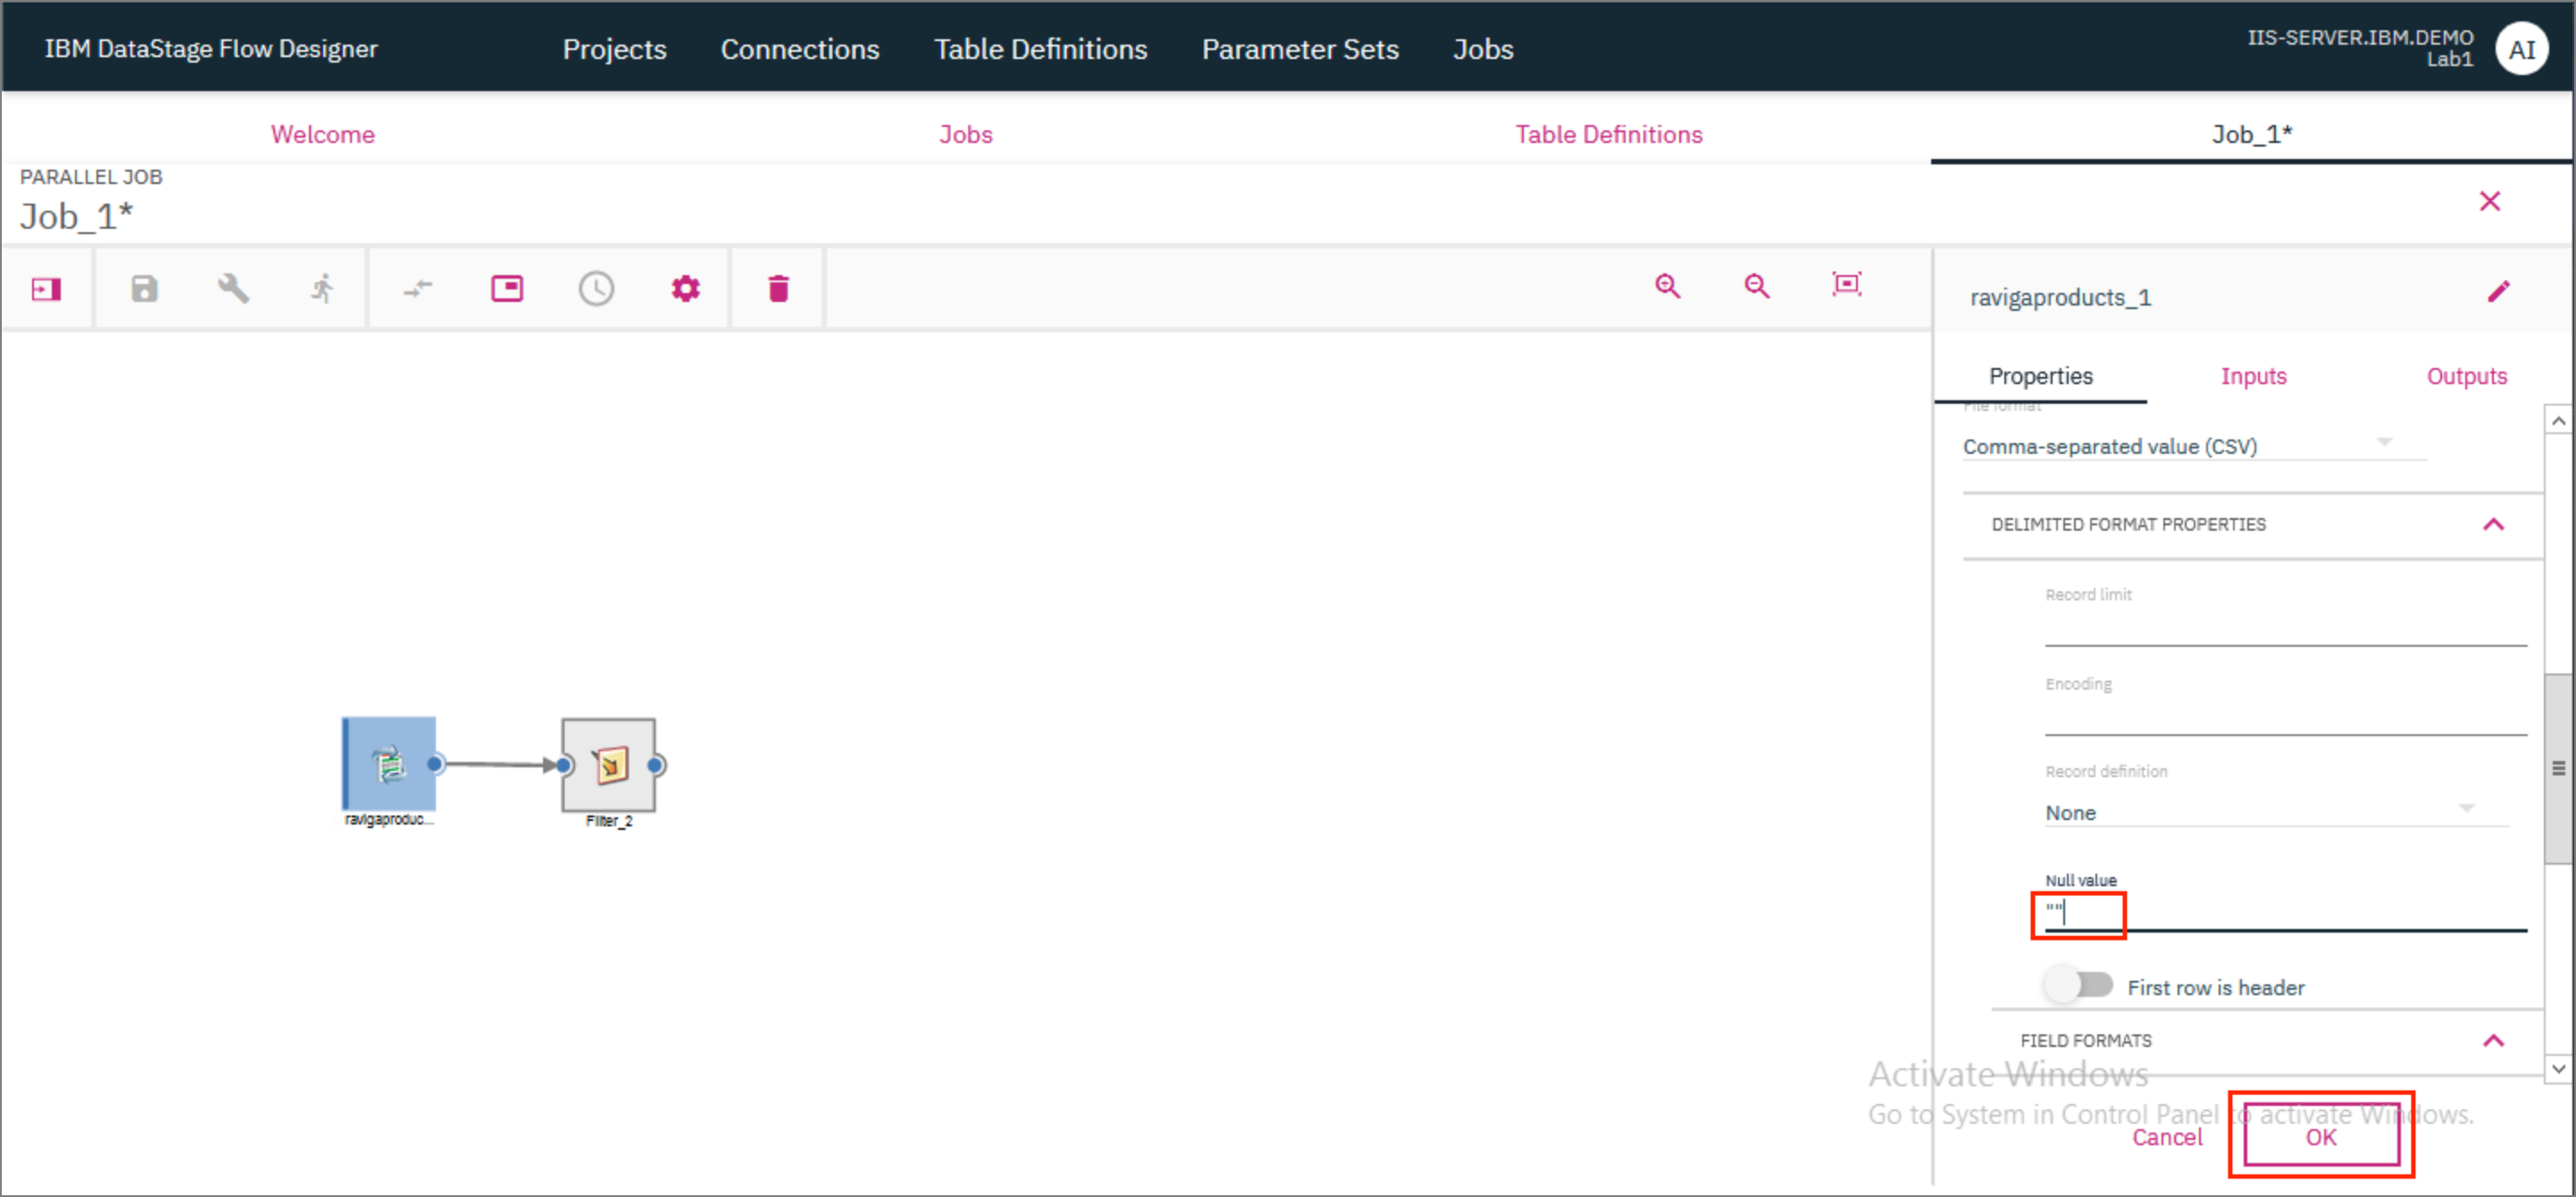 IBM DataStage Flow Designer
Projects
Connections
Table Definitions
Parameter Sets
Jobs
IIS-SERVER.IBM.DEMO
Lab1
AI
Welcome
Jobs
Table Definitions
Job_1*
PARALLEL JOB
Job_1*
ravigaproducts_1
Properties
Inputs
Outputs
File format
Comma-separated value (CSV)
DELIMITED FORMAT PROPERTIES
Record limit
Encoding
Record definition
None
Null value
""
First row is header
FIELD FORMATS
ravigaproduc...
Filter_2
Activate Windows
Go to System in Control Panel to activate Windows.
Cancel
OK